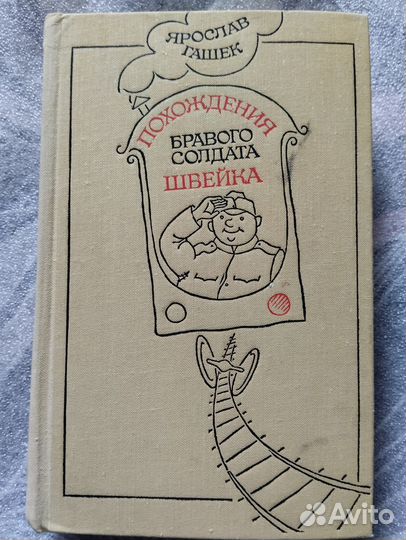 ЯРОСЛАВ
ГАШЕК
ПОХОЖДЕНИЯ
БРАВОГО
СОЛДАТА
ШВЕЙКА
Avito